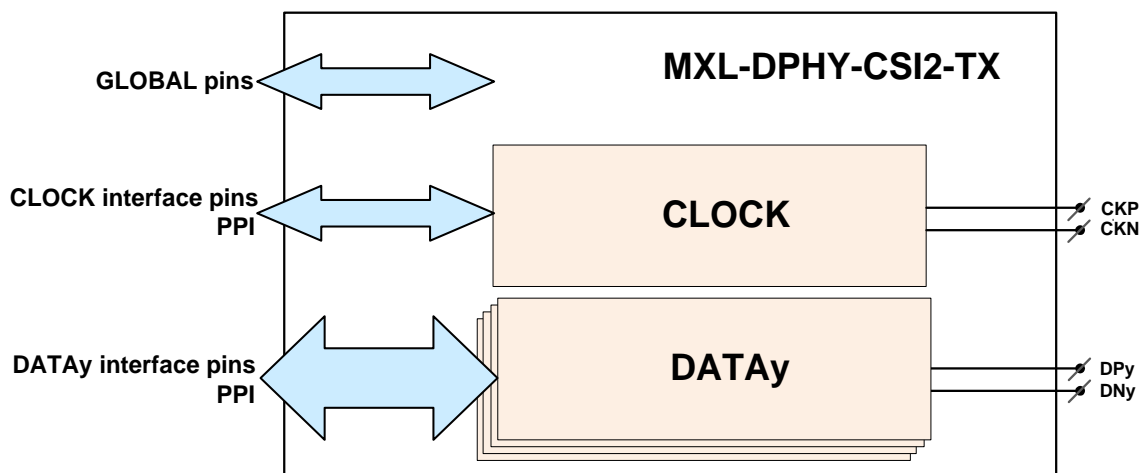 MXL-DPHY-CSI2-TX
GLOBAL pins
CLOCK interface pins
PPI
CLOCK
CKP
CKN
DATAy interface pins
PPI
DATAy
DPy
DNy